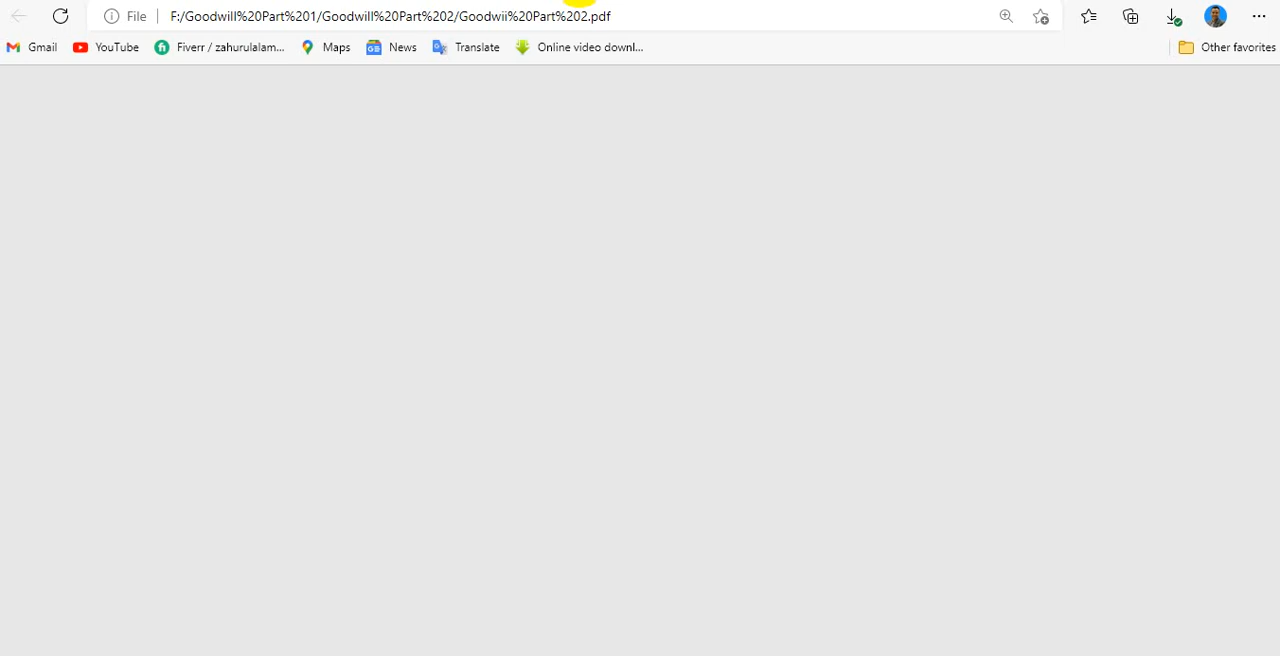 File F:/Goodwill%20Part%201/Goodwill%20Part%202/Goodwii%20Part%202.pdf
Gmail YouTube Fiverr / zahurulalam... Maps News Translate Online video downl... Other favorites